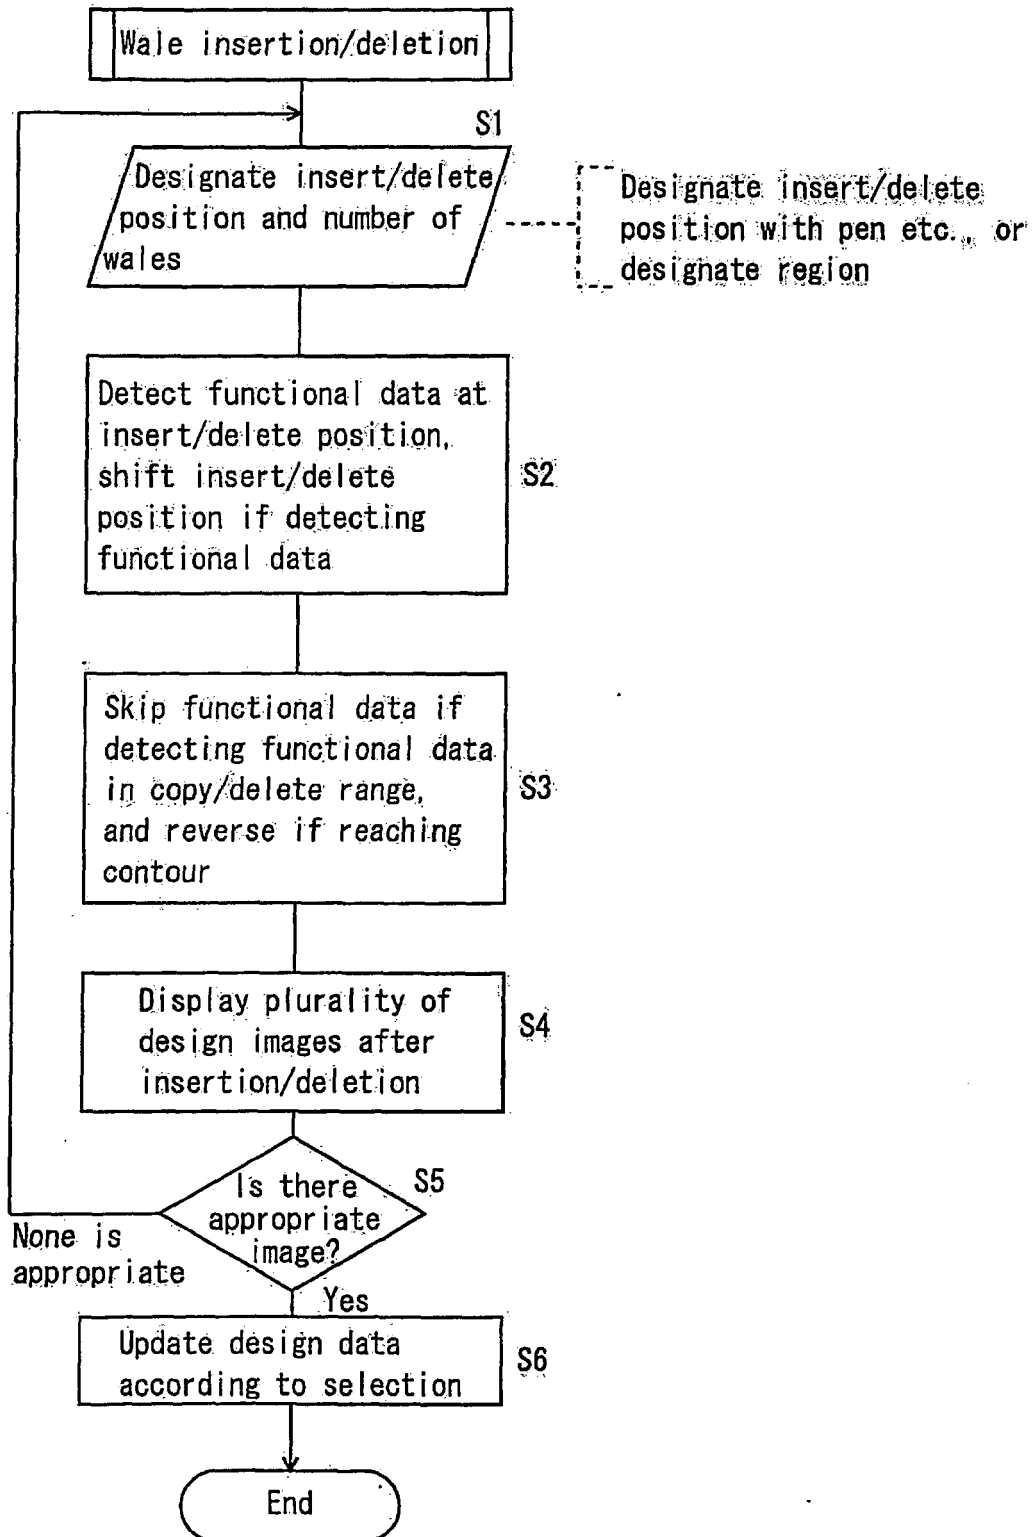 Wale insertion/deletion
S1
Designate insert/delete
position and number of
wales
Designate insert/delete
position with pen etc., or
designate region
Detect functional data at
insert/delete position,
shift insert/delete
position if detecting
functional data
S2
Skip functional data if
detecting functional data
in copy/delete range,
and reverse if reaching
contour
S3
Display plurality of
design images after
insertion/deletion
S4
Is there
appropriate
image?
S5
None is
appropriate
Yes
Update design data
according to selection
S6
End